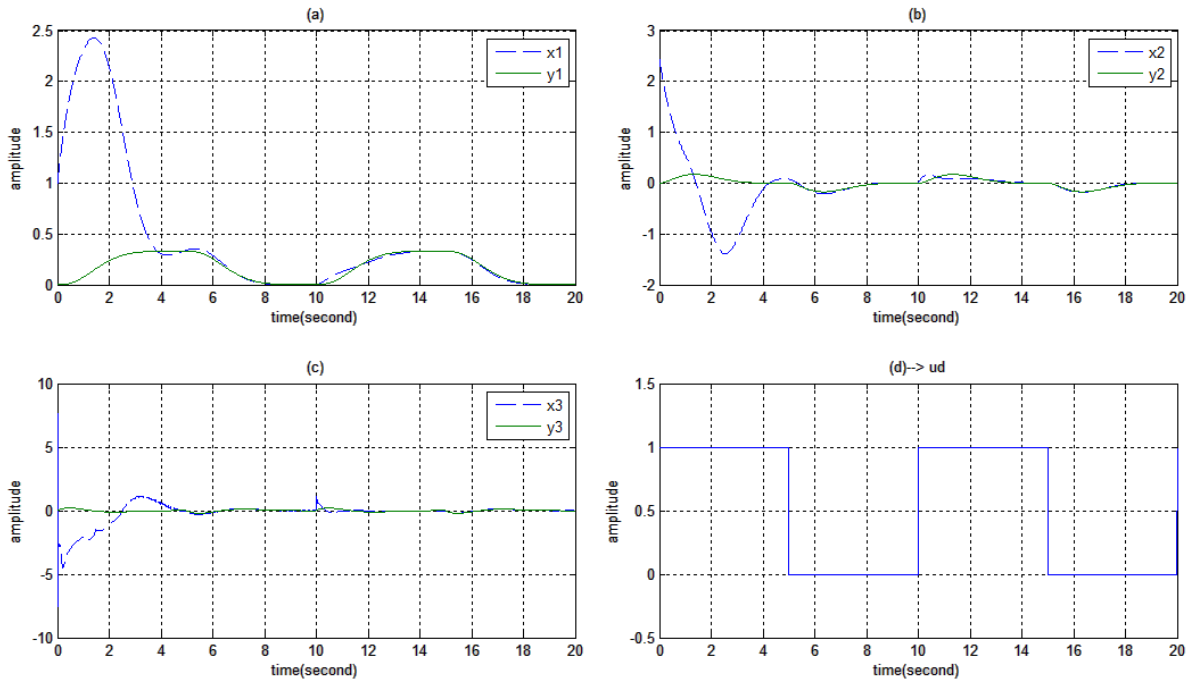 (a)
2.5
2
1.5
1
0.5
0
amplitude
x1
y1
0 2 4 6 8 10 12 14 16 18 20
time(second)
(b)
3
2
1
0
-1
-2
amplitude
x2
y2
0 2 4 6 8 10 12 14 16 18 20
time(second)
(c)
10
5
0
-5
-10
amplitude
x3
y3
0 2 4 6 8 10 12 14 16 18 20
time(second)
(d)--> ud
1.5
1
0.5
0
-0.5
amplitude
0 2 4 6 8 10 12 14 16 18 20
time(second)